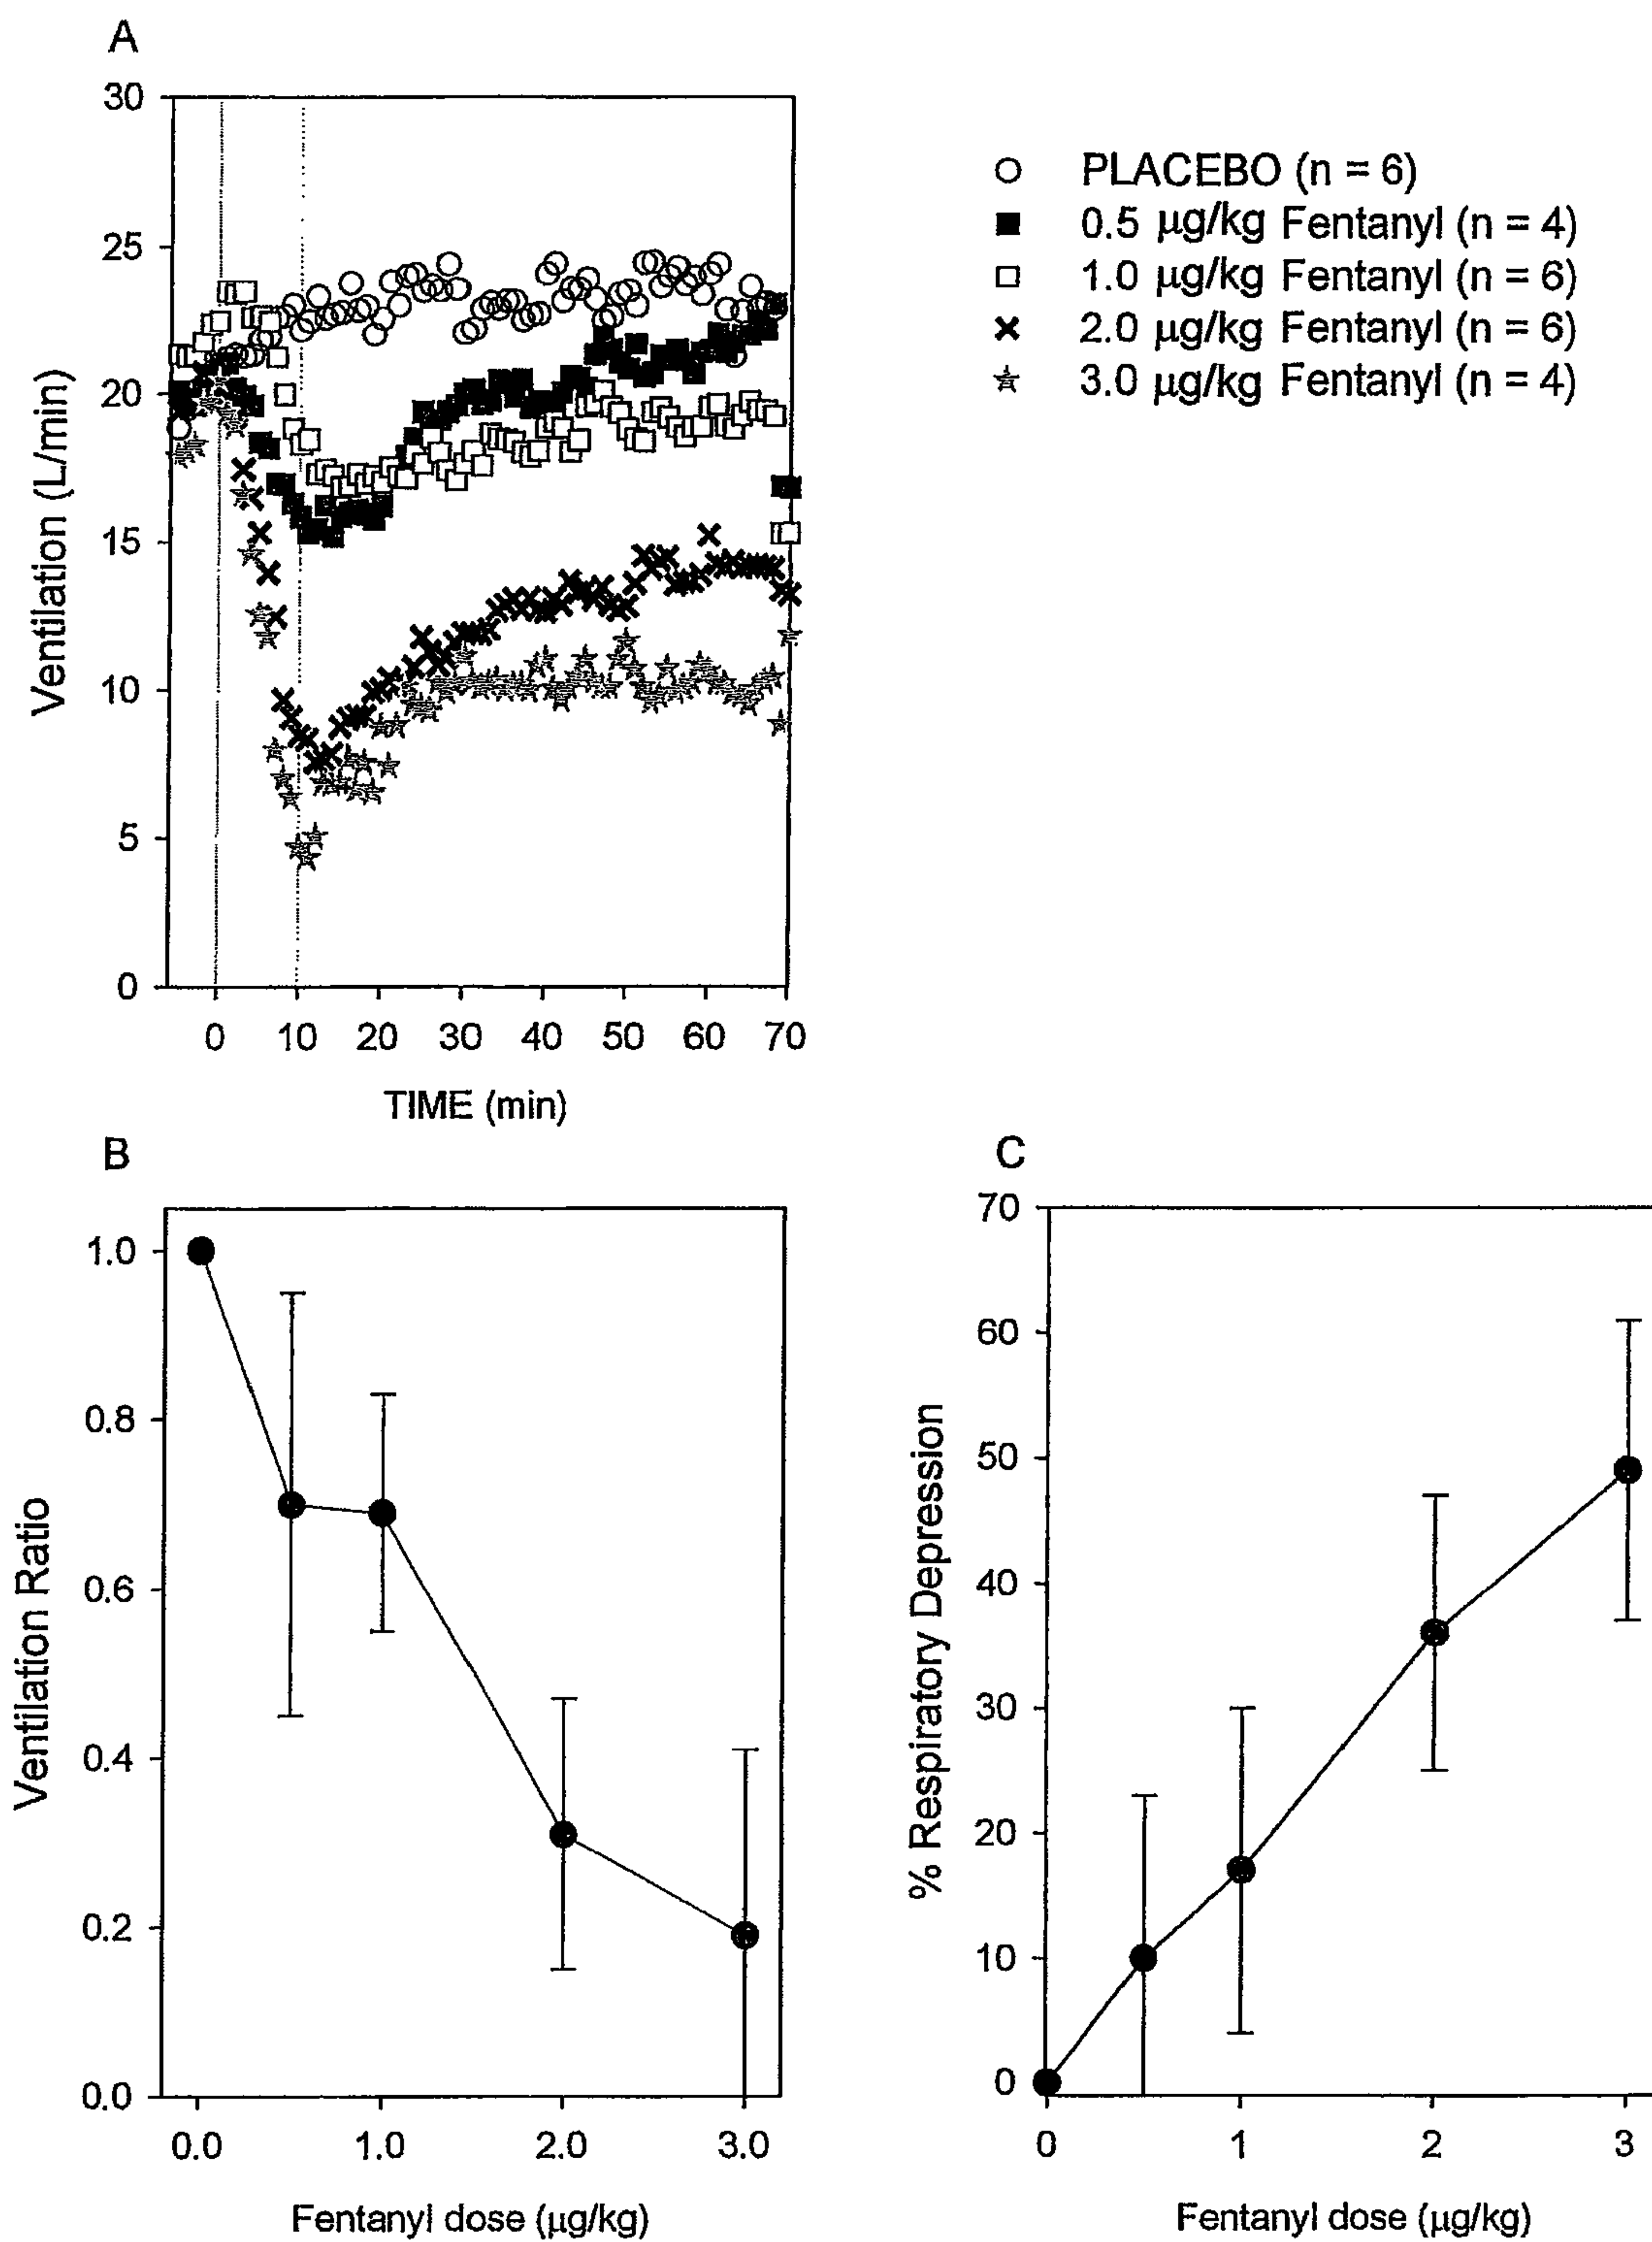 A
30
25
20
15
10
5
0
Ventilation (L/min)
0 10 20 30 40 50 60 70
TIME (min)
PLACEBO (n = 6)
0.5 µg/kg Fentanyl (n = 4)
1.0 µg/kg Fentanyl (n = 6)
2.0 µg/kg Fentanyl (n = 6)
3.0 µg/kg Fentanyl (n = 4)
B
1.0
0.8
0.6
0.4
0.2
0.0
Ventilation Ratio
0.0 1.0 2.0 3.0
Fentanyl dose (µg/kg)
C
70
60
50
40
30
20
10
0
% Respiratory Depression
0 1 2 3
Fentanyl dose (µg/kg)